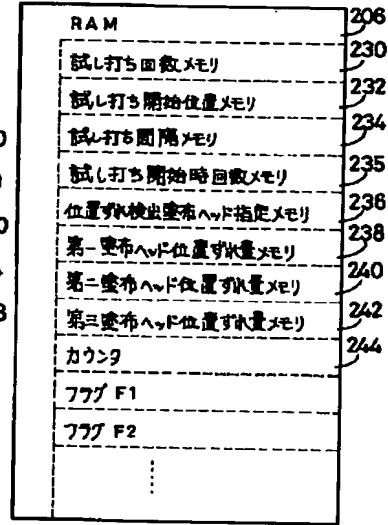 RAM 206
試し打ち回数メモリ 230
試し打ち開始位置メモリ 232
試し打ち間隔メモリ 234
試し打ち開始時回数メモリ 235
位置ずれ検出塗布ヘッド指定メモリ 236
第一塗布ヘッド位置ずれ量メモリ 238
第二塗布ヘッド位置ずれ量メモリ 240
第三塗布ヘッド位置ずれ量メモリ 242
カウンタ 244
フラグ F1
フラグ F2